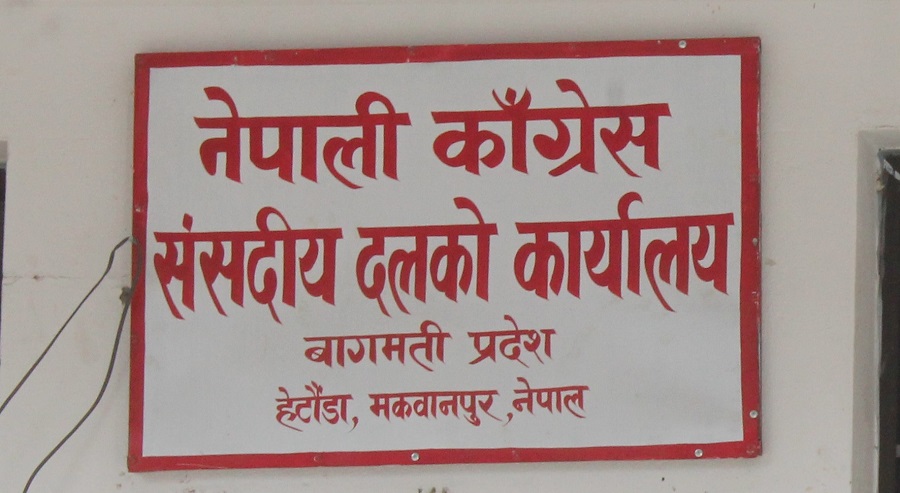 नेपाली काँग्रेस
संसदीय दलको कार्यालय
बागमती प्रदेश
हेटौंडा, मकवानपुर,नेपाल